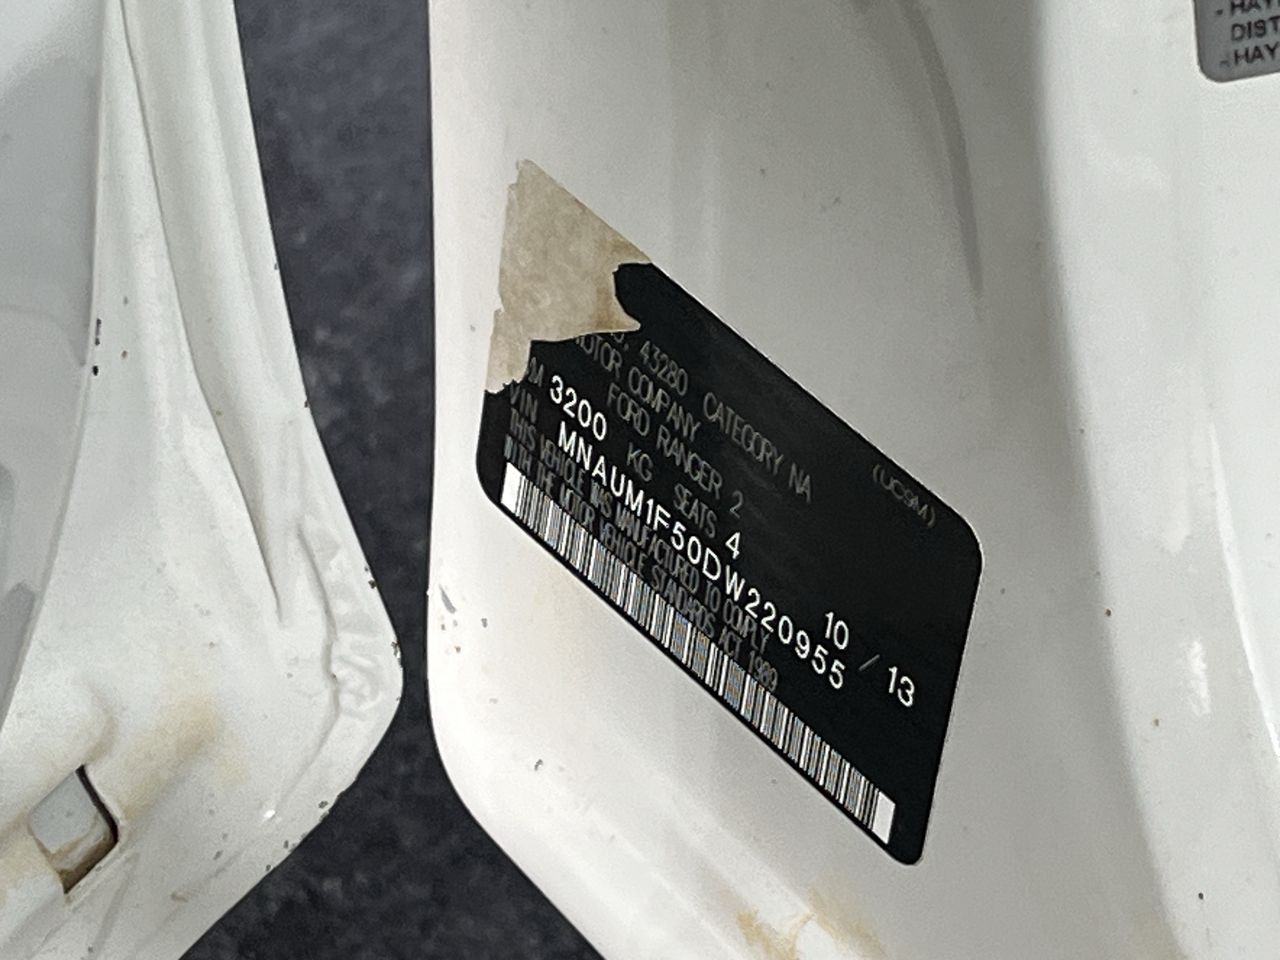 - HAY
DIST
- HAY
43280 CATEGORY NA (UC9M)
MOTOR COMPANY
FORD RANGER 2
3200 KG SEATS 4 10 / 13
VIN MNAUM1F50DW220955
THIS VEHICLE WAS MANUFACTURED TO COMPLY
WITH THE MOTOR VEHICLE STANDARDS ACT 1989